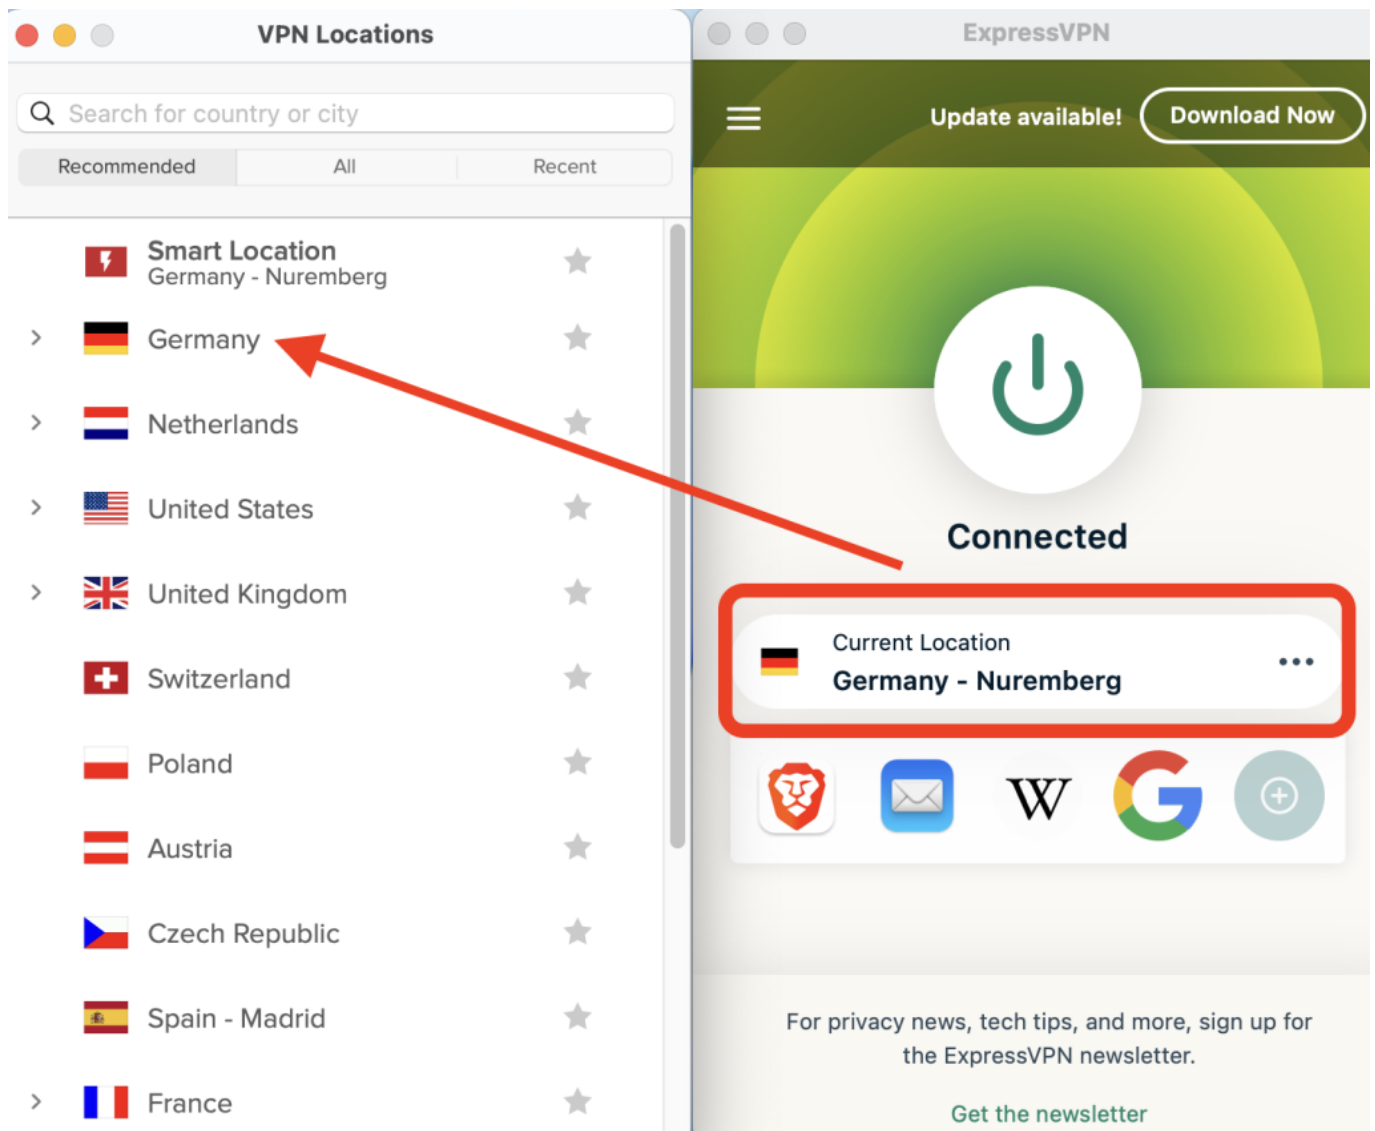 VPN Locations
Search for country or city
Recommended
All
Recent
Smart Location
Germany - Nuremberg
Germany
Netherlands
United States
United Kingdom
Switzerland
Poland
Austria
Czech Republic
Spain - Madrid
France
ExpressVPN
Update available!
Download Now
Connected
Current Location
Germany - Nuremberg
W
G
For privacy news, tech tips, and more, sign up for
the ExpressVPN newsletter.
Get the newsletter